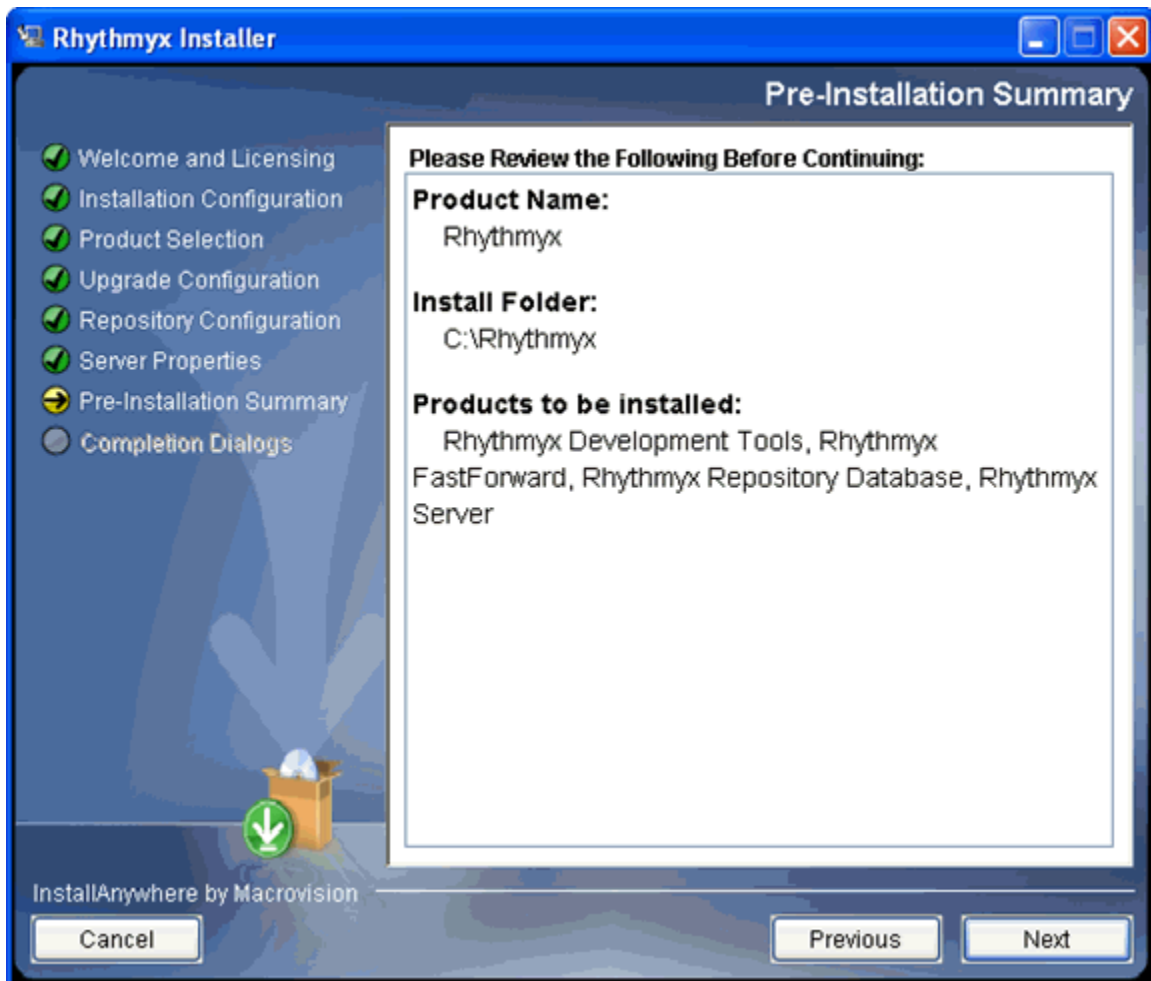 Rhythmyx Installer
Pre-Installation Summary
Welcome and Licensing
Installation Configuration
Product Selection
Upgrade Configuration
Repository Configuration
Server Properties
Pre-Installation Summary
Completion Dialogs
Please Review the Following Before Continuing:
Product Name:
Rhythmyx
Install Folder:
C:\Rhythmyx
Products to be installed:
Rhythmyx Development Tools, Rhythmyx
FastForward, Rhythmyx Repository Database, Rhythmyx
Server
InstallAnywhere by Macrovision
Cancel
Previous
Next